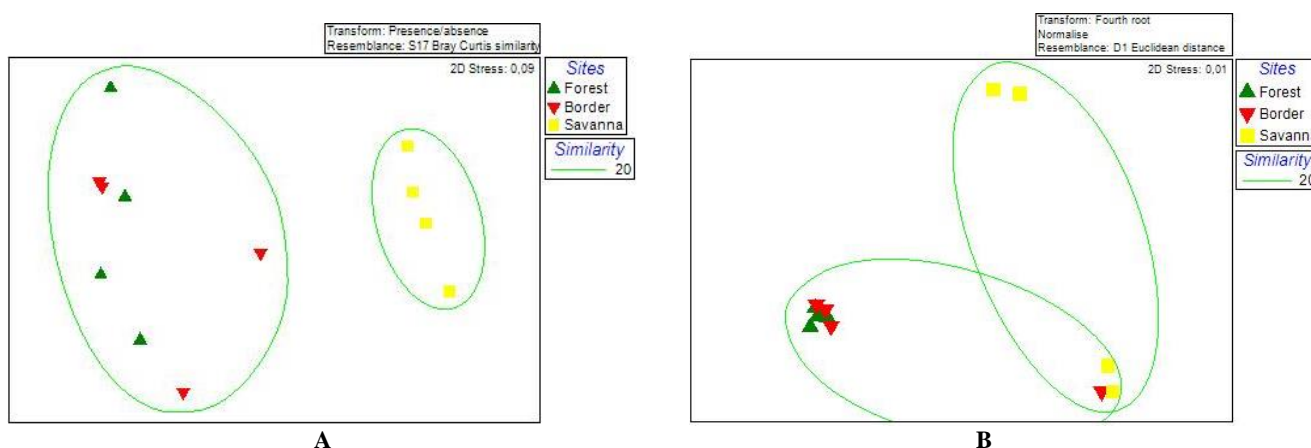 Transform: Presence/absence
Resemblance: S17 Bray Curtis similarity
2D Stress: 0,09
Sites
Forest
Border
Savanna
Similarity
20
A
Transform: Fourth root
Normalise
Resemblance: D1 Euclidean distance
2D Stress: 0,01
Sites
Forest
Border
Savanna
Similarity
20
B